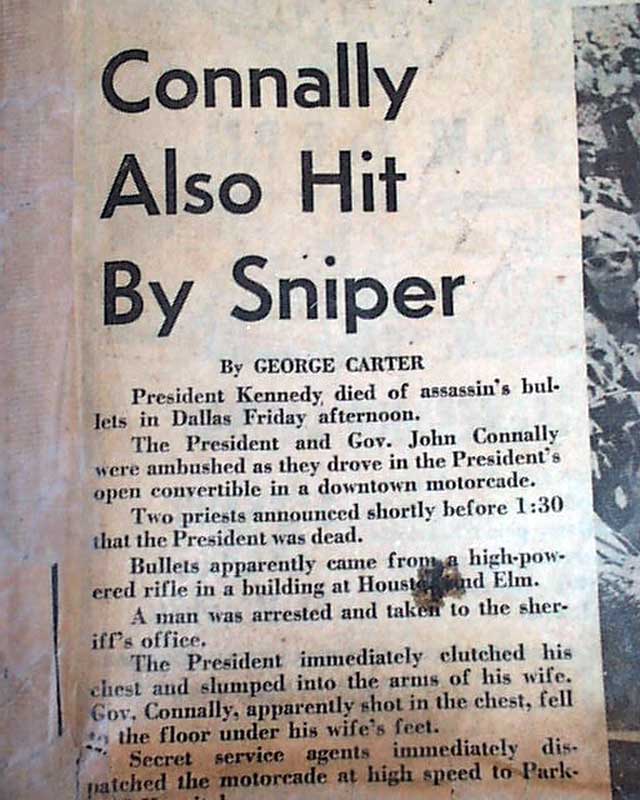 Connally
Also Hit
By Sniper
By GEORGE CARTER
President Kennedy died of assassin's bul-
lets in Dallas Friday afternoon.
The President and Gov. John Connally
were ambushed as they drove in the President's
open convertible in a downtown motorcade.
Two priests announced shortly before 1:30
that the President was dead.
Bullets apparently came from a high-pow-
ered rifle in a building at Houston and Elm.
A man was arrested and taken to the sher-
iff's office.
The President immediately clutched his
chest and slumped into the arms of his wife.
Gov. Connally, apparently shot in the chest, fell
to the floor under his wife's feet.
Secret service agents immediately dis-
patched the motorcade at high speed to Park-